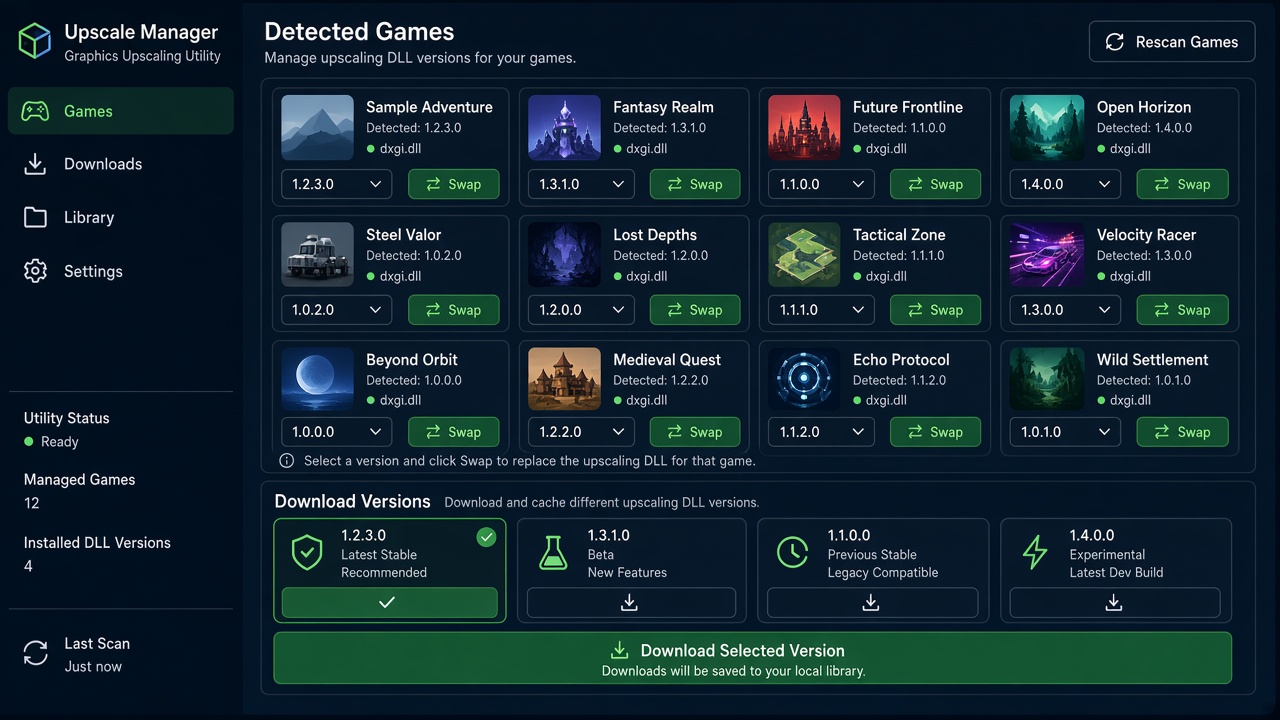 Upscale Manager
Graphics Upscaling Utility
Games
Downloads
Library
Settings
Utility Status
Ready
Managed Games
12
Installed DLL Versions
4
Last Scan
Just now
Detected Games
Manage upscaling DLL versions for your games.
Rescan Games
Sample Adventure
Detected: 1.2.3.0
dxgi.dll
1.2.3.0
Swap
Fantasy Realm
Detected: 1.3.1.0
dxgi.dll
1.3.1.0
Swap
Future Frontline
Detected: 1.1.0.0
dxgi.dll
1.1.0.0
Swap
Open Horizon
Detected: 1.4.0.0
dxgi.dll
1.4.0.0
Swap
Steel Valor
Detected: 1.0.2.0
dxgi.dll
1.0.2.0
Swap
Lost Depths
Detected: 1.2.0.0
dxgi.dll
1.2.0.0
Swap
Tactical Zone
Detected: 1.1.1.0
dxgi.dll
1.1.1.0
Swap
Velocity Racer
Detected: 1.3.0.0
dxgi.dll
1.3.0.0
Swap
Beyond Orbit
Detected: 1.0.0.0
dxgi.dll
1.0.0.0
Swap
Medieval Quest
Detected: 1.2.2.0
dxgi.dll
1.2.2.0
Swap
Echo Protocol
Detected: 1.1.2.0
dxgi.dll
1.1.2.0
Swap
Wild Settlement
Detected: 1.0.1.0
dxgi.dll
1.0.1.0
Swap
Select a version and click Swap to replace the upscaling DLL for that game.
Download Versions
Download and cache different upscaling DLL versions.
1.2.3.0
Latest Stable
Recommended
1.3.1.0
Beta
New Features
1.1.0.0
Previous Stable
Legacy Compatible
1.4.0.0
Experimental
Latest Dev Build
Download Selected Version
Downloads will be saved to your local library.